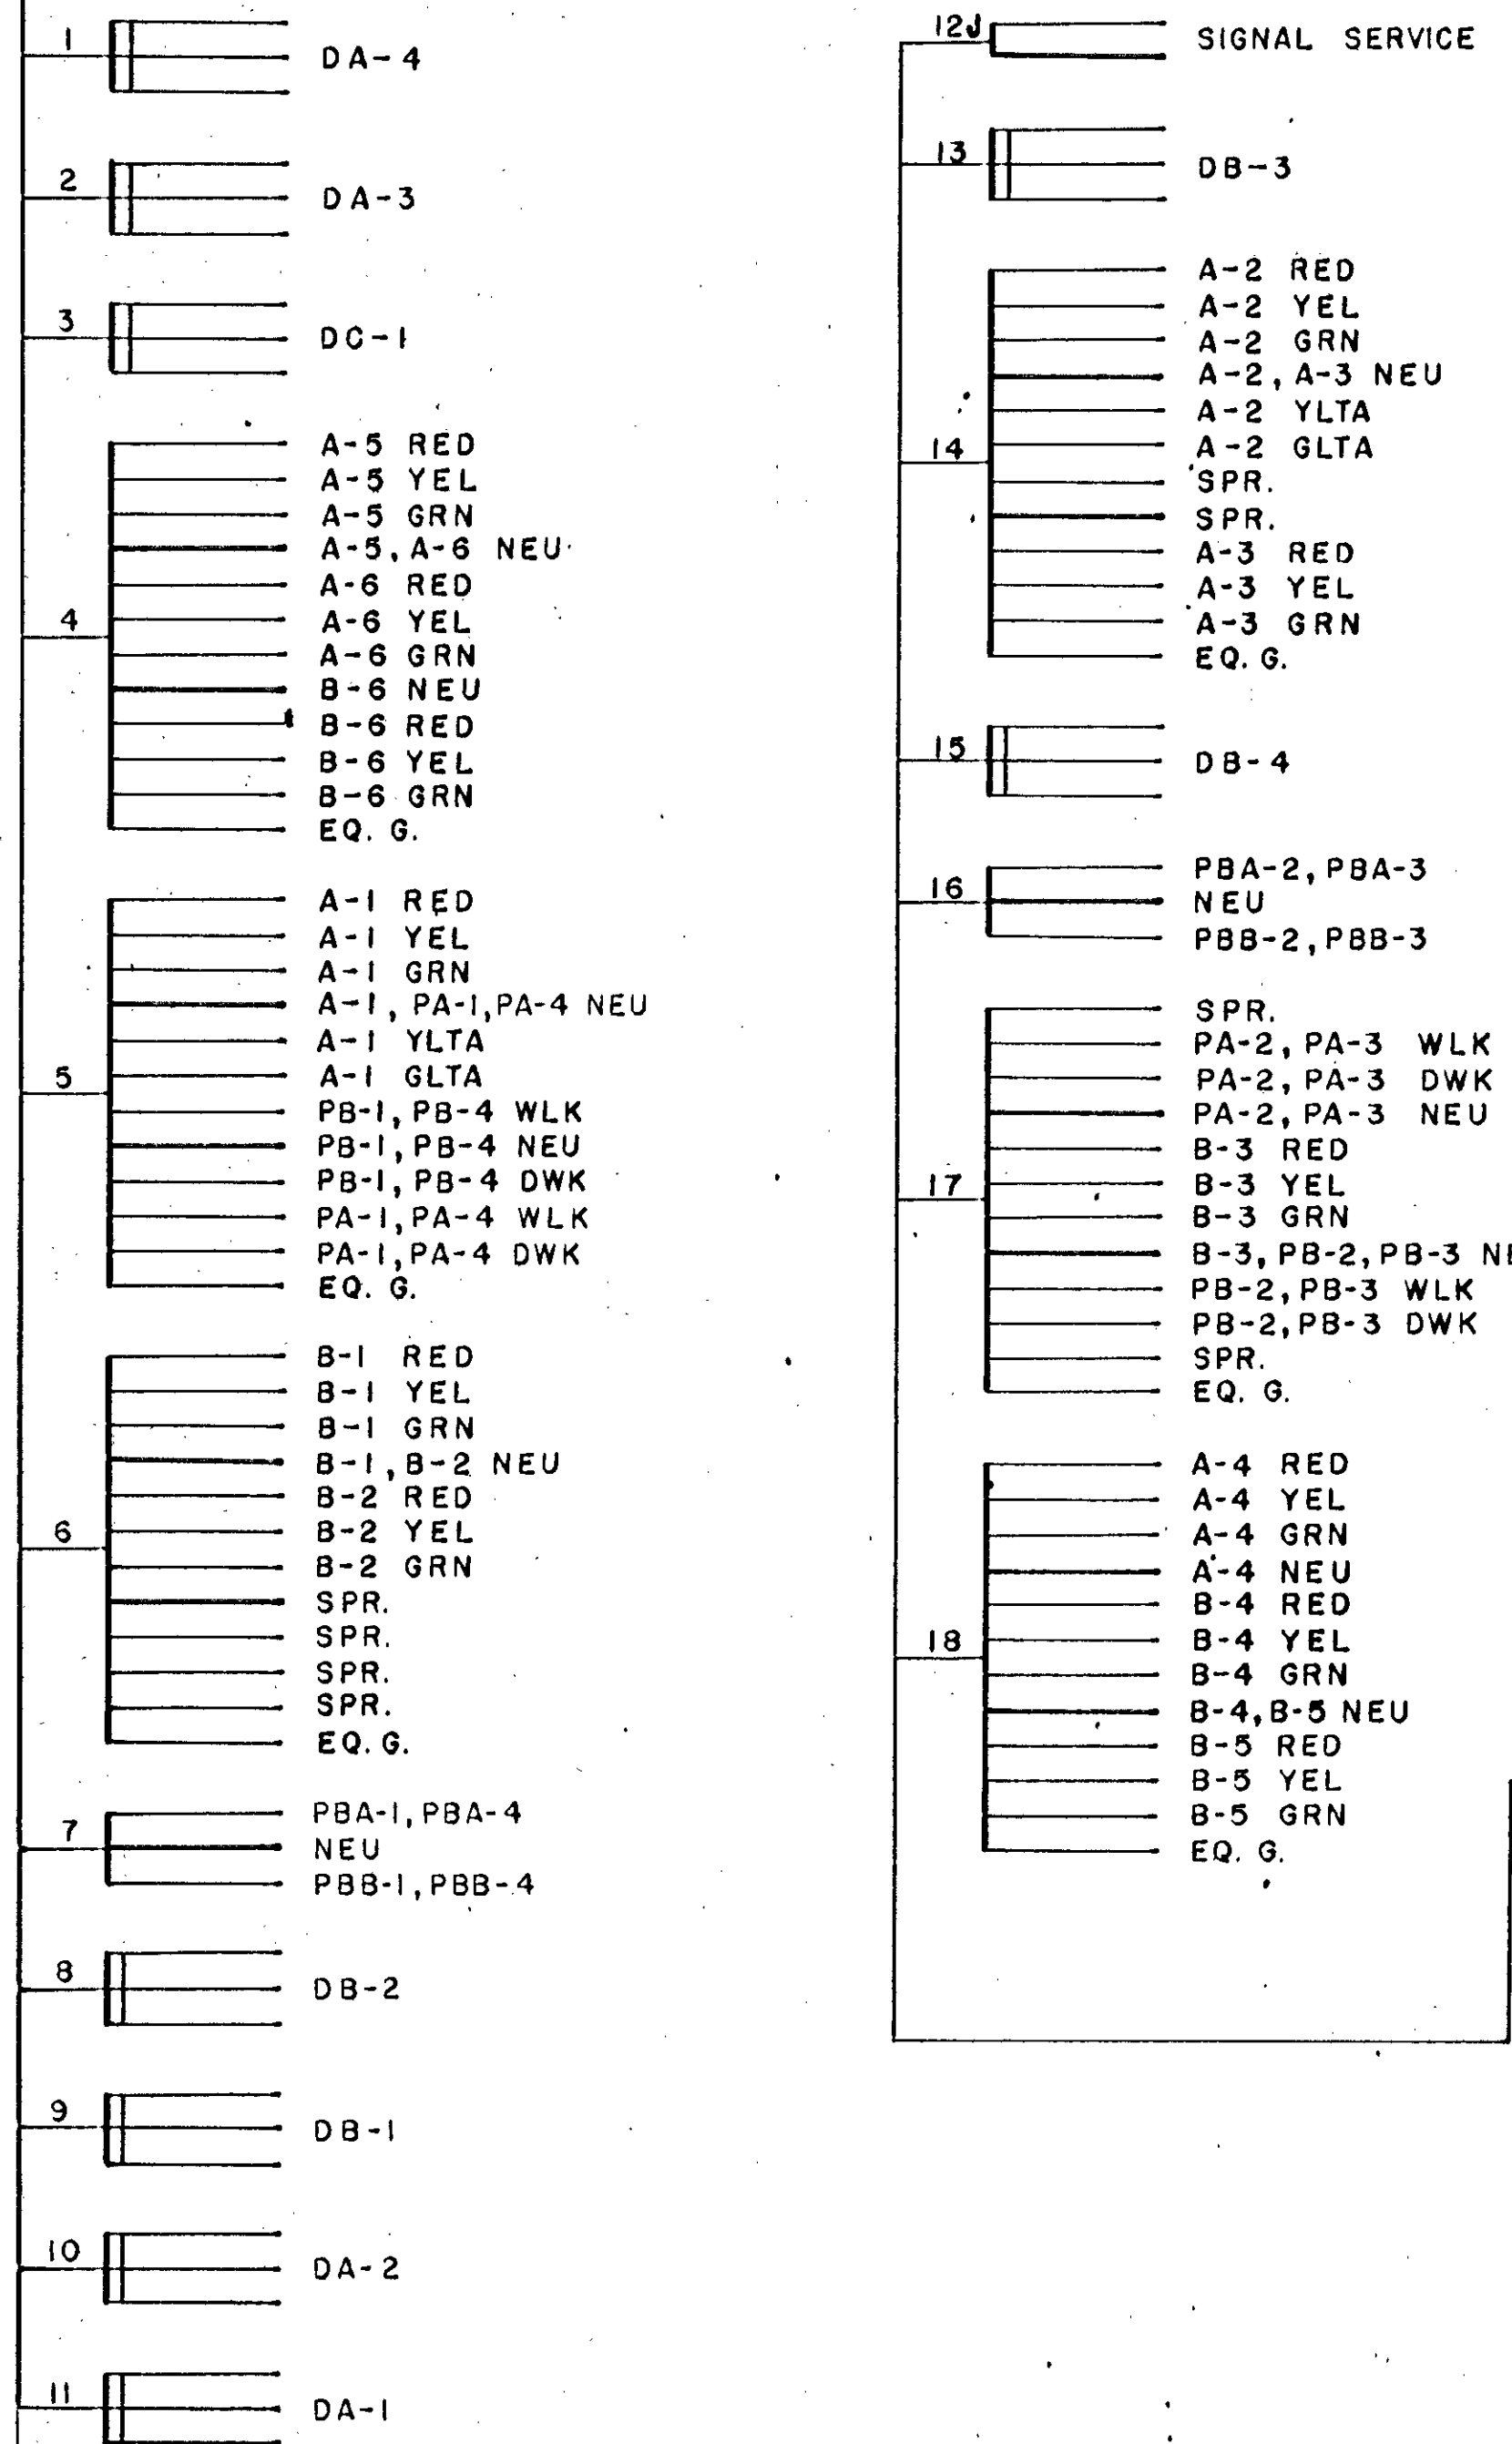 1
DA-4
2
DA-3
3
DC-1
4
A-5 RED
A-5 YEL
A-5 GRN
A-5, A-6 NEU
A-6 RED
A-6 YEL
A-6 GRN
B-6 NEU
B-6 RED
B-6 YEL
B-6 GRN
EQ. G.
5
A-1 RED
A-1 YEL
A-1 GRN
A-1, PA-1, PA-4 NEU
A-1 YLTA
A-1 GLTA
PB-1, PB-4 WLK
PB-1, PB-4 NEU
PB-1, PB-4 DWK
PA-1, PA-4 WLK
PA-1, PA-4 DWK
EQ. G.
6
B-1 RED
B-1 YEL
B-1 GRN
B-1, B-2 NEU
B-2 RED
B-2 YEL
B-2 GRN
SPR.
SPR.
SPR.
SPR.
EQ. G.
7
PBA-1, PBA-4
NEU
PBB-1, PBB-4
8
DB-2
9
DB-1
10
DA-2
11
DA-1
12J
SIGNAL SERVICE
13
DB-3
14
A-2 RED
A-2 YEL
A-2 GRN
A-2, A-3 NEU
A-2 YLTA
A-2 GLTA
SPR.
SPR.
A-3 RED
A-3 YEL
A-3 GRN
EQ. G.
15
DB-4
16
PBA-2, PBA-3
NEU
PBB-2, PBB-3
17
SPR.
PA-2, PA-3 WLK
PA-2, PA-3 DWK
PA-2, PA-3 NEU
B-3 RED
B-3 YEL
B-3 GRN
B-3, PB-2, PB-3
PB-2, PB-3 WLK
PB-2, PB-3 DWK
SPR.
EQ. G.
18
A-4 RED
A-4 YEL
A-4 GRN
A-4 NEU
B-4 RED
B-4 YEL
B-4 GRN
B-4, B-5 NEU
B-5 RED
B-5 YEL
B-5 GRN
EQ. G.